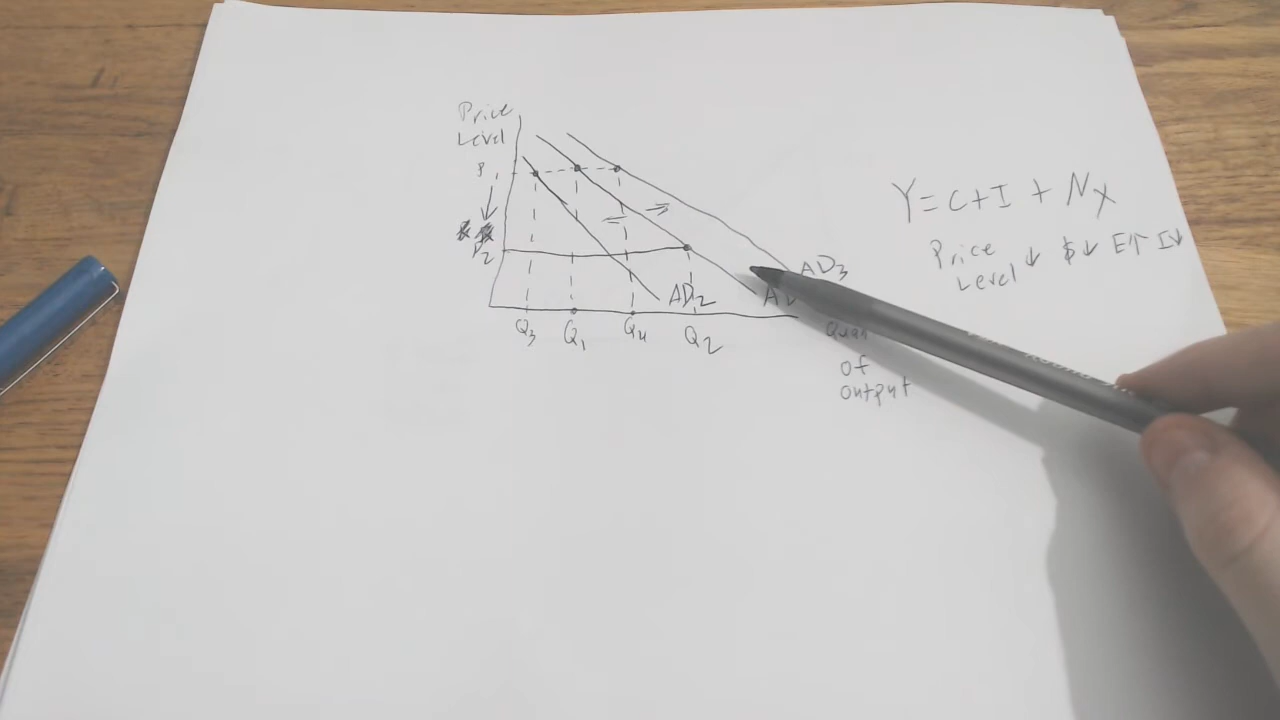 Price
Level
P1
P2
AD3
AD2
Q3 Q1 Q4 Q2
of
output
Y = C + I + NX
Price
Level ↓ $↓ E↑ I↓